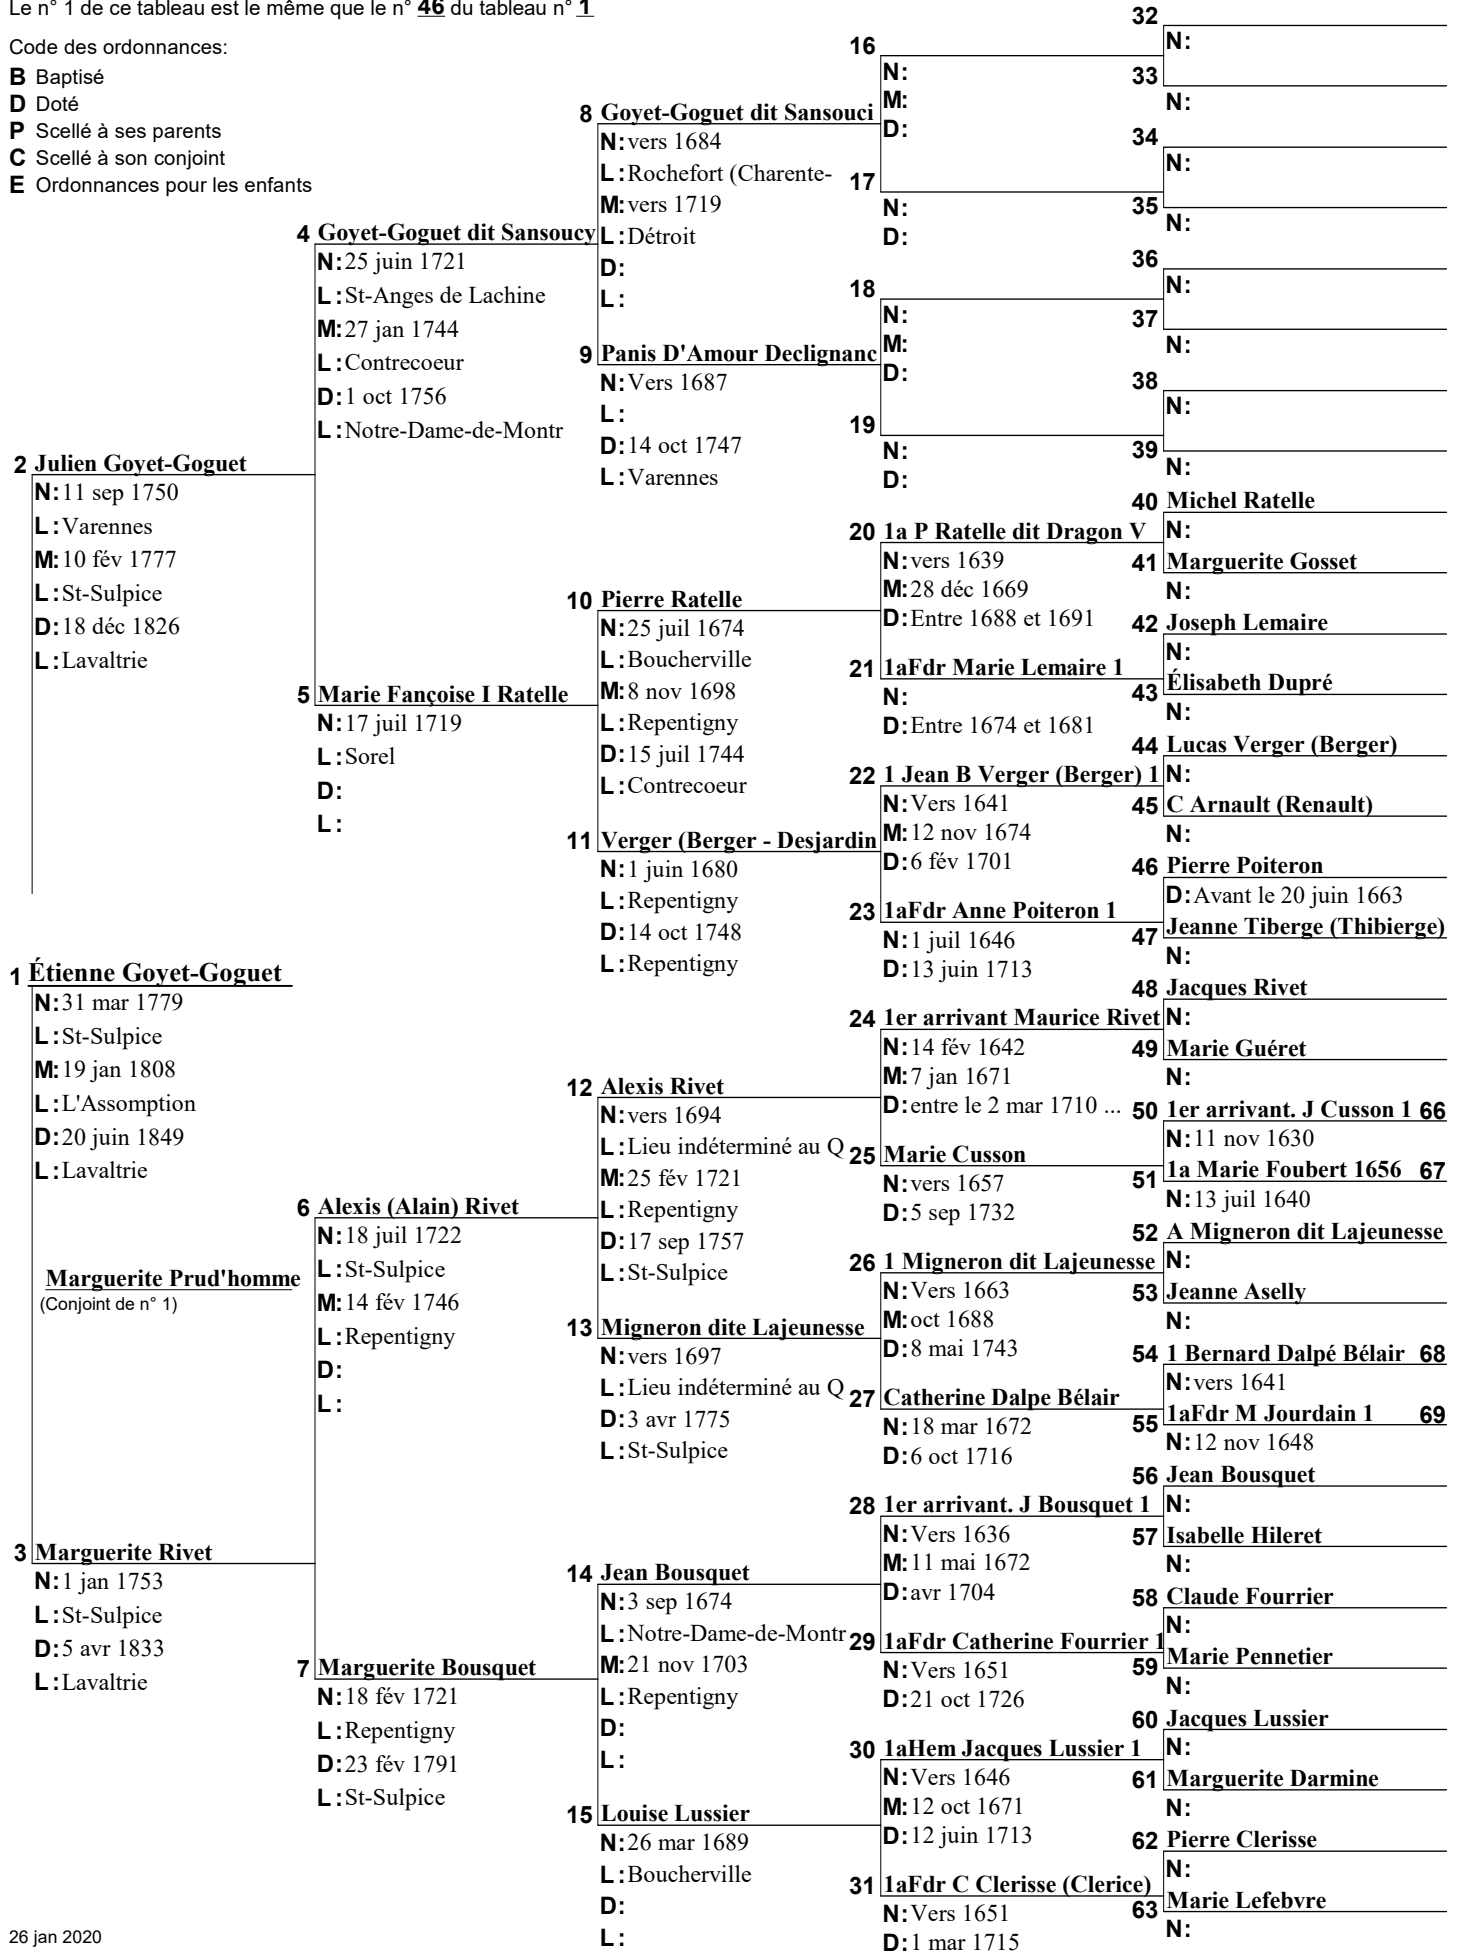 Le n° 1 de ce tableau est le même que le n° 46 du tableau n° 1
Code des ordonnances:
B Baptisé
D Doté
P Scellé à ses parents
C Scellé à son conjoint
E Ordonnances pour les enfants
1 Étienne Goyet-Goguet
N: 31 mar 1779
L: St-Sulpice
M: 19 jan 1808
L: L'Assomption
D: 20 juin 1849
L: Lavaltrie
Marguerite Prud'homme
(Conjoint de n° 1)
2 Julien Goyet-Goguet
N: 11 sep 1750
L: Varennes
M: 10 fév 1777
L: St-Sulpice
D: 18 déc 1826
L: Lavaltrie
3 Marguerite Rivet
N: 1 jan 1753
L: St-Sulpice
D: 5 avr 1833
L: Lavaltrie
4 Goyet-Goguet dit Sansoucy
N: 25 juin 1721
L: St-Anges de Lachine
M: 27 jan 1744
L: Contrecoeur
D: 1 oct 1756
L: Notre-Dame-de-Montr
5 Marie Fançoise I Ratelle
N: 17 juil 1719
L: Sorel
D:
L:
6 Alexis (Alain) Rivet
N: 18 juil 1722
L: St-Sulpice
M: 14 fév 1746
L: Repentigny
D:
L:
7 Marguerite Bousquet
N: 18 fév 1721
L: Repentigny
D: 23 fév 1791
L: St-Sulpice
8 Goyet-Goguet dit Sansouci
N: vers 1684
L: Rochefort (Charente-
M: vers 1719
L: Détroit
D:
L:
9 Panis D'Amour Declignanc
N: Vers 1687
L:
D: 14 oct 1747
L: Varennes
10 Pierre Ratelle
N: 25 juil 1674
L: Boucherville
M: 8 nov 1698
L: Repentigny
D: 15 juil 1744
L: Contrecoeur
11 Verger (Berger - Desjardin
N: 1 juin 1680
L: Repentigny
D: 14 oct 1748
L: Repentigny
12 Alexis Rivet
N: vers 1694
L: Lieu indéterminé au Q
M: 25 fév 1721
L: Repentigny
D: 17 sep 1757
L: St-Sulpice
13 Migneron dite Lajeunesse
N: vers 1697
L: Lieu indéterminé au Q
D: 3 avr 1775
L: St-Sulpice
14 Jean Bousquet
N: 3 sep 1674
L: Notre-Dame-de-Montr
M: 21 nov 1703
L: Repentigny
D:
L:
15 Louise Lussier
N: 26 mar 1689
L: Boucherville
D:
L:
16
N:
M:
D:
17
N:
D:
18
N:
M:
D:
19
N:
D:
20 1a P Ratelle dit Dragon V
N: vers 1639
M: 28 déc 1669
D: Entre 1688 et 1691
21 1aFdr Marie Lemaire 1
N:
D: Entre 1674 et 1681
22 1 Jean B Verger (Berger) 1
N: Vers 1641
M: 12 nov 1674
D: 6 fév 1701
23 1aFdr Anne Poiteron 1
N: 1 juil 1646
D: 13 juin 1713
24 1er arrivant Maurice Rivet
N: 14 fév 1642
M: 7 jan 1671
D: entre le 2 mar 1710 ...
25 Marie Cusson
N: vers 1657
D: 5 sep 1732
26 1 Migneron dit Lajeunesse
N: Vers 1663
M: oct 1688
D: 8 mai 1743
27 Catherine Dalpe Bélair
N: 18 mar 1672
D: 6 oct 1716
28 1er arrivant. J Bousquet 1
N: Vers 1636
M: 11 mai 1672
D: avr 1704
29 1aFdr Catherine Fourrier 1
N: Vers 1651
D: 21 oct 1726
30 1aHem Jacques Lussier 1
N: Vers 1646
M: 12 oct 1671
D: 12 juin 1713
31 1aFdr C Clerisse (Clerice)
N: Vers 1651
D: 1 mar 1715
32
N:
33
N:
34
N:
35
N:
36
N:
37
N:
38
N:
39
N:
40 Michel Ratelle
N:
41 Marguerite Gosset
N:
42 Joseph Lemaire
N:
43 Élisabeth Dupré
N:
44 Lucas Verger (Berger)
N:
45 C Arnault (Renault)
N:
46 Pierre Poiteron
D: Avant le 20 juin 1663
47 Jeanne Tiberge (Thibierge)
N:
48 Jacques Rivet
N:
49 Marie Guéret
N:
50 1er arrivant. J Cusson 1 66
N: 11 nov 1630
51 1a Marie Foubert 1656 67
N: 13 juil 1640
52 A Migneron dit Lajeunesse
N:
53 Jeanne Aselly
N:
54 1 Bernard Dalpé Bélair 68
N: vers 1641
55 1aFdr M Jourdain 1 69
N: 12 nov 1648
56 Jean Bousquet
N:
57 Isabelle Hileret
N:
58 Claude Fourrier
N:
59 Marie Pennetier
N:
60 Jacques Lussier
N:
61 Marguerite Darmine
N:
62 Pierre Clerisse
N:
63 Marie Lefebvre
N:
26 jan 2020